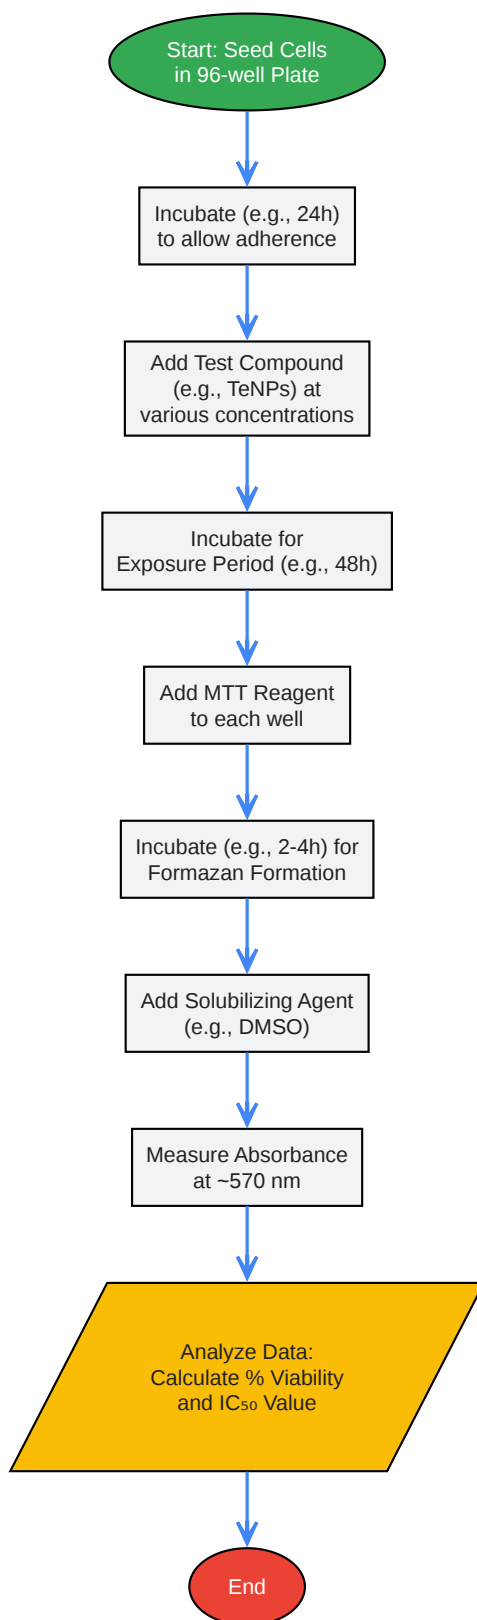 Start: Seed Cells
in 96-well Plate
Incubate (e.g., 24h)
to allow adherence
Add Test Compound
(e.g., TeNPs) at
various concentrations
Incubate for
Exposure Period (e.g., 48h)
Add MTT Reagent
to each well
Incubate (e.g., 2-4h) for
Formazan Formation
Add Solubilizing Agent
(e.g., DMSO)
Measure Absorbance
at ~570 nm
Analyze Data:
Calculate % Viability
and IC₅₀ Value
End